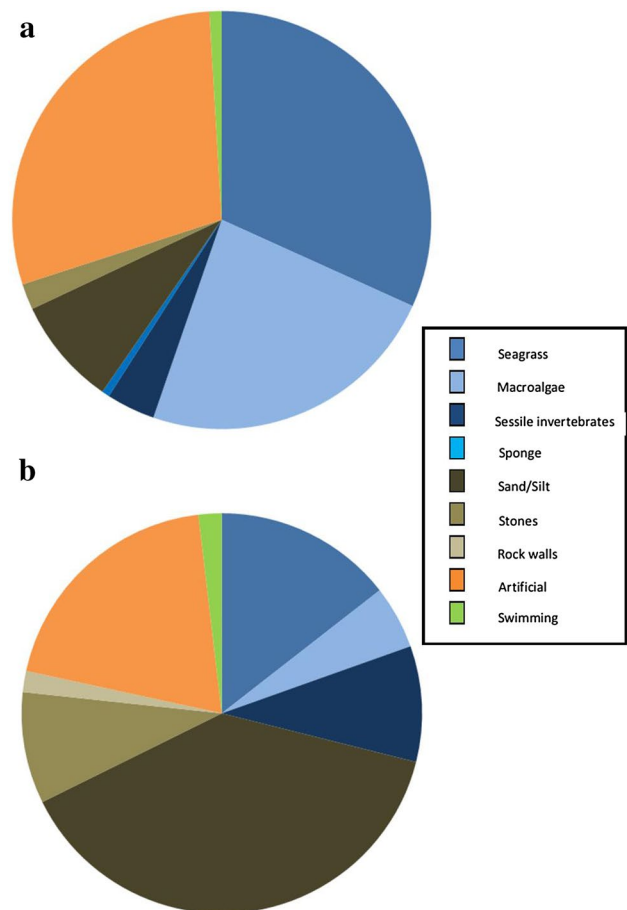 a
Seagrass
Macroalgae
Sessile invertebrates
Sponge
Sand/Silt
Stones
Rock walls
Artificial
Swimming
b